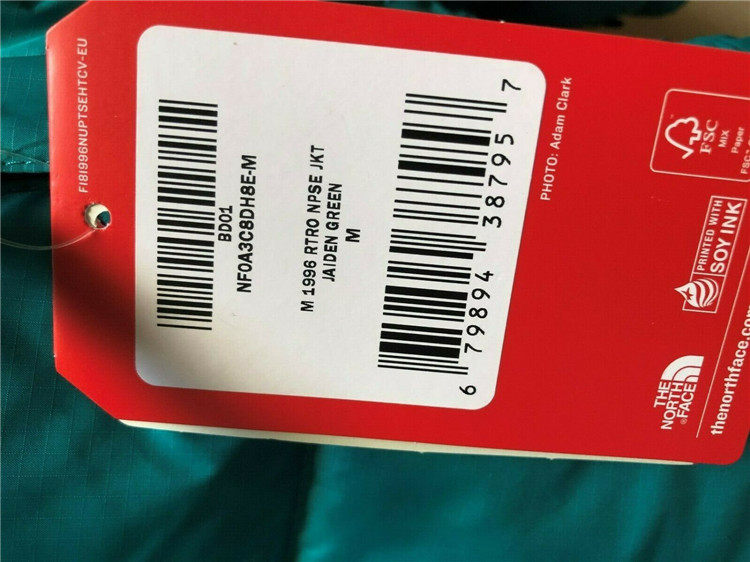 FI8I996NUPTSEHTCV-EU
BD01
NF0A3C8DH8E-M
M 1996 RTRO NPSE JKT
JAIDEN GREEN
M
6 79894 38795 7
PHOTO: Adam Clark
FSC
MIX
Paper
PRINTED WITH
SOY INK
THE
NORTH
FACE
thenorthface.com